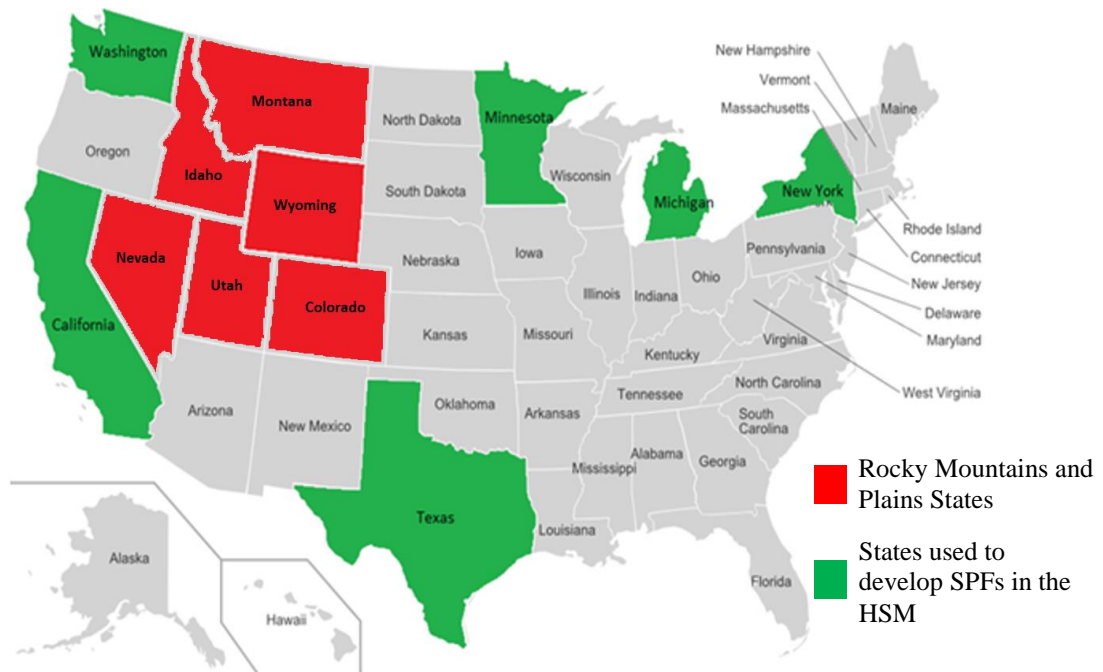 Washington
Montana
Idaho
Wyoming
Nevada
Utah
Colorado
California
Oregon
North Dakota
South Dakota
Minnesota
Wisconsin
Michigan
New York
New Hampshire
Vermont
Massachusetts
Maine
Rhode Island
Connecticut
New Jersey
Delaware
Maryland
West Virginia
Pennsylvania
Nebraska
Iowa
Illinois
Indiana
Ohio
Kansas
Missouri
Kentucky
Virginia
Arizona
New Mexico
Oklahoma
Arkansas
Tennessee
North Carolina
South
Carolina
Mississippi
Alabama
Georgia
Texas
Louisiana
Florida
Alaska
Hawaii
Rocky Mountains and
Plains States
States used to
develop SPFs in the
HSM